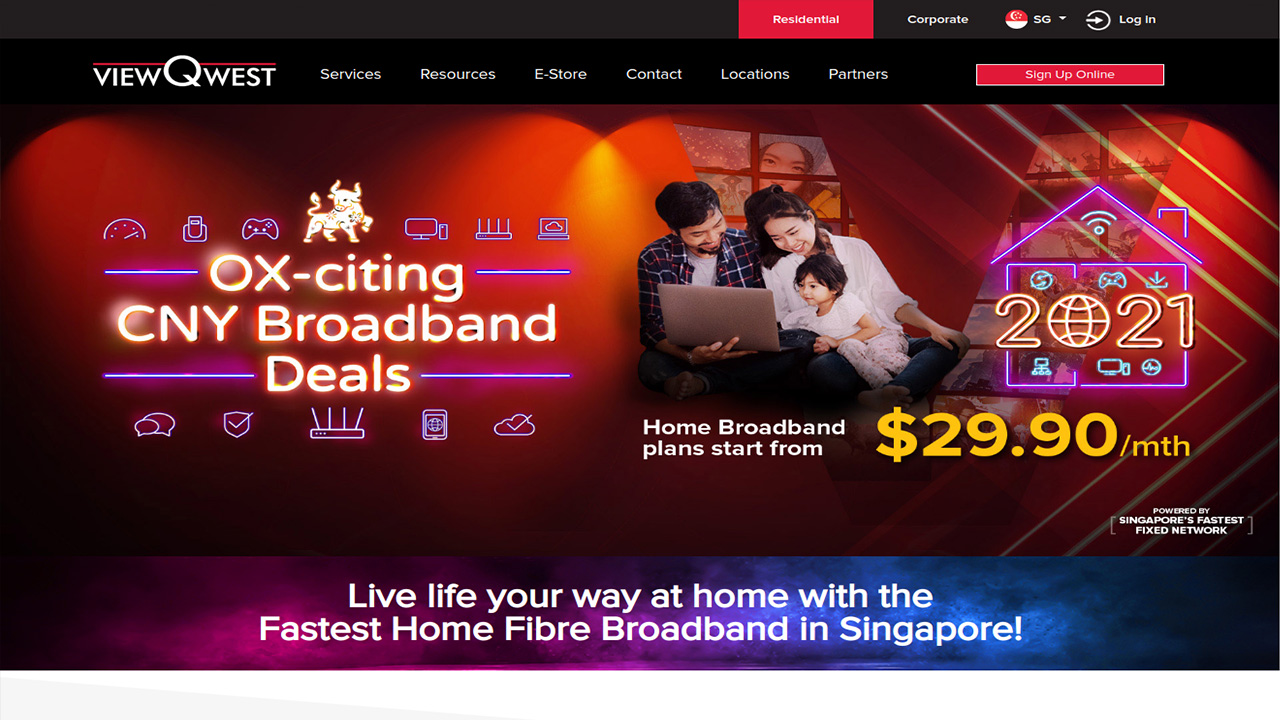 Residential
Corporate
SG
Log In
VIEWQWEST
Services
Resources
E-Store
Contact
Locations
Partners
Sign Up Online
OX-citing
CNY Broadband
Deals
2021
Home Broadband
plans start from
$29.90/mth
POWERED BY
SINGAPORE'S FASTEST
FIXED NETWORK
Live life your way at home with the
Fastest Home Fibre Broadband in Singapore!